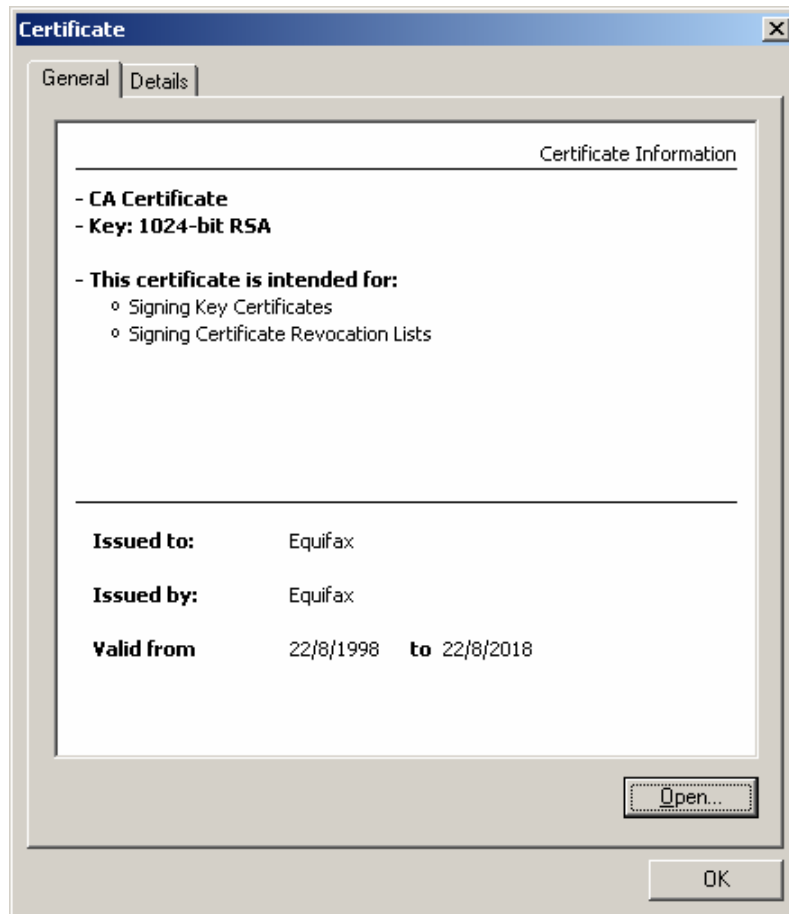 Certificate
General Details
Certificate Information
- CA Certificate
- Key: 1024-bit RSA
- This certificate is intended for:
Signing Key Certificates
Signing Certificate Revocation Lists
Issued to: Equifax
Issued by: Equifax
Valid from 22/8/1998 to 22/8/2018
Open...
OK